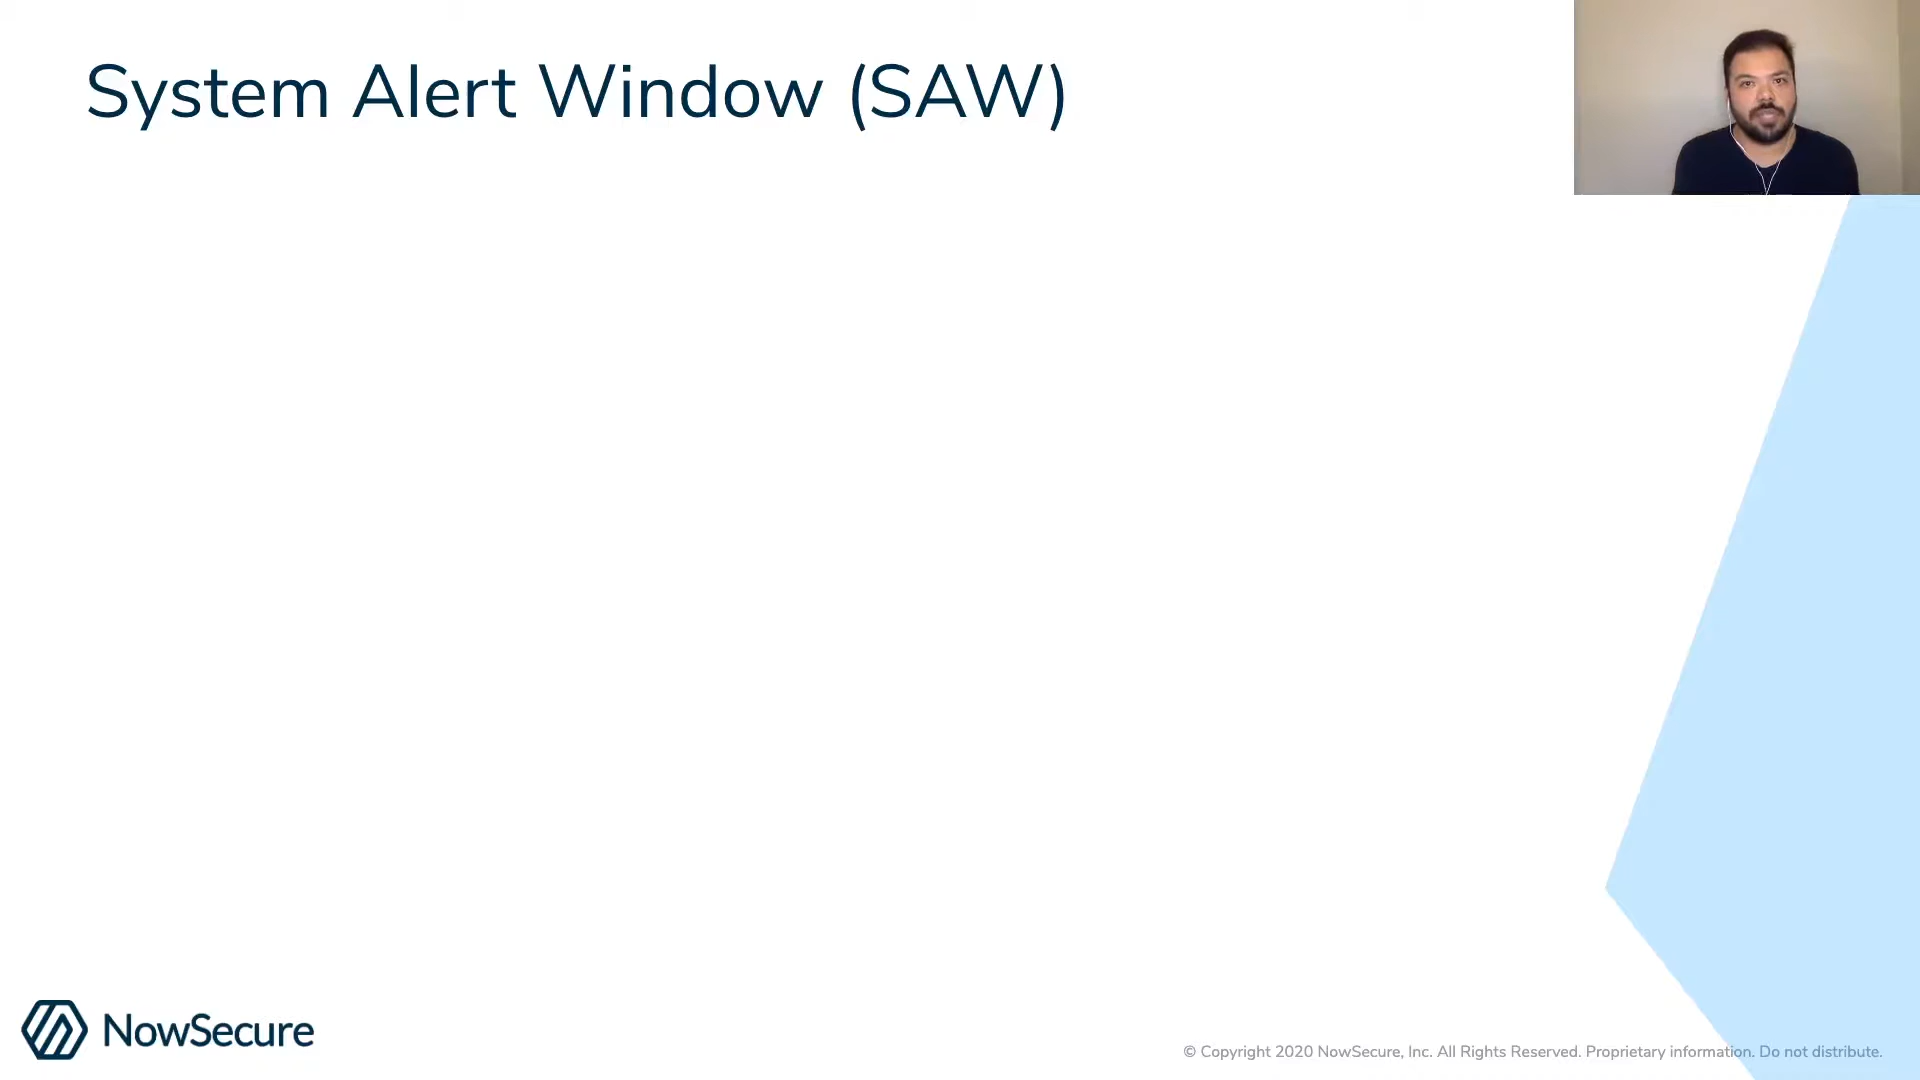 System Alert Window (SAW)
NowSecure
© Copyright 2020 NowSecure, Inc. All Rights Reserved. Proprietary information. Do not distribute.